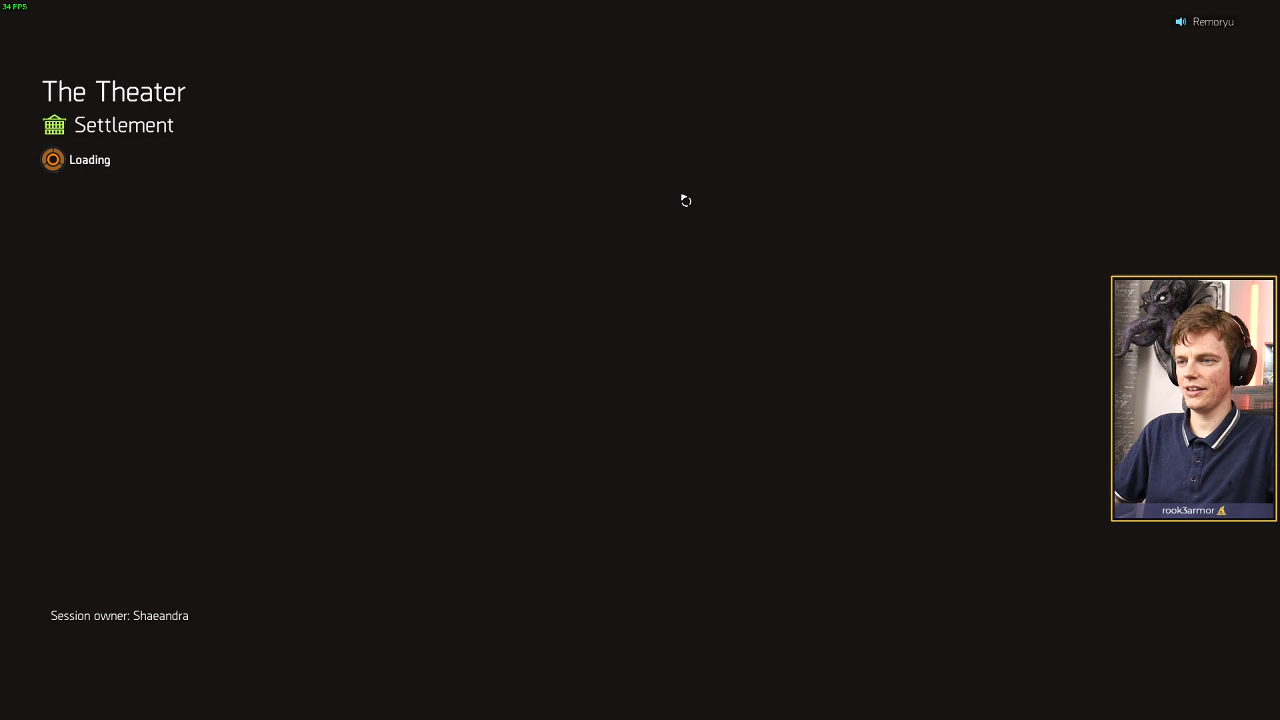 34 FPS
Remoryu
The Theater
Settlement
Loading
rook3armor
Session owner: Shaeandra